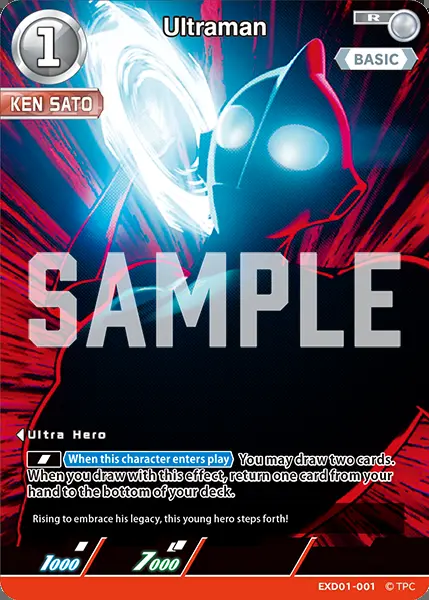 Ultraman
R
1
BASIC
KEN SATO
SAMPLE
Ultra Hero
When this character enters play You may draw two cards.
When you draw with this effect, return one card from your
hand to the bottom of your deck.
Rising to embrace his legacy, this young hero steps forth!
1000 7000
EXD01-001 © TPC